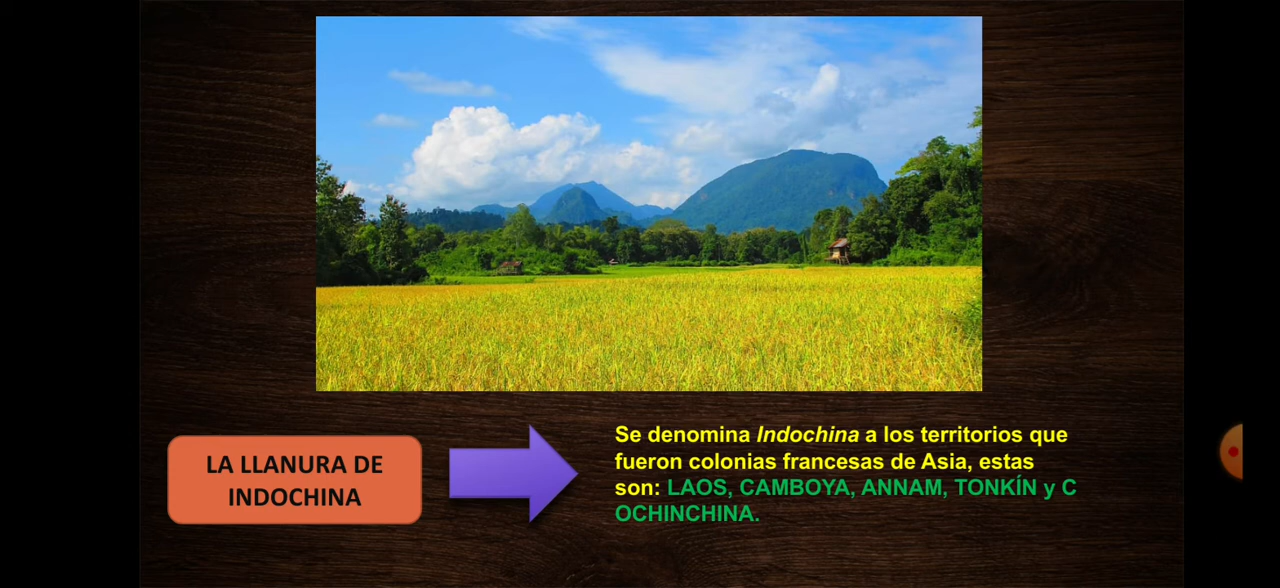 LA LLANURA DE
INDOCHINA
Se denomina Indochina a los territorios que
fueron colonias francesas de Asia, estas
son: LAOS, CAMBOYA, ANNAM, TONKÍN y C
OCHINCHINA.